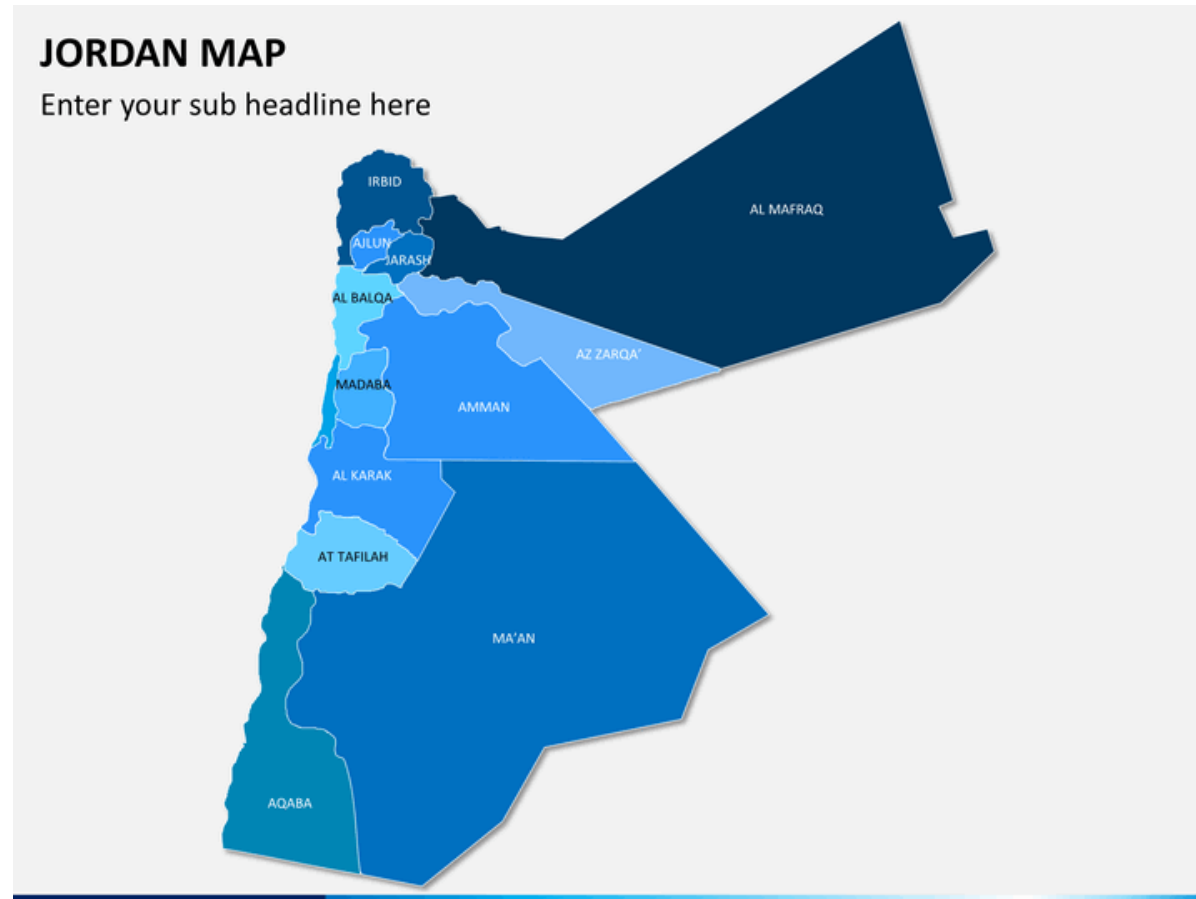 JORDAN MAP
Enter your sub headline here
IRBID
AL MAFRAQ
AJLUN
JARASH
AL BALQA
AZ ZARQA’
MADABA
AMMAN
AL KARAK
AT TAFILAH
MA’AN
AQABA